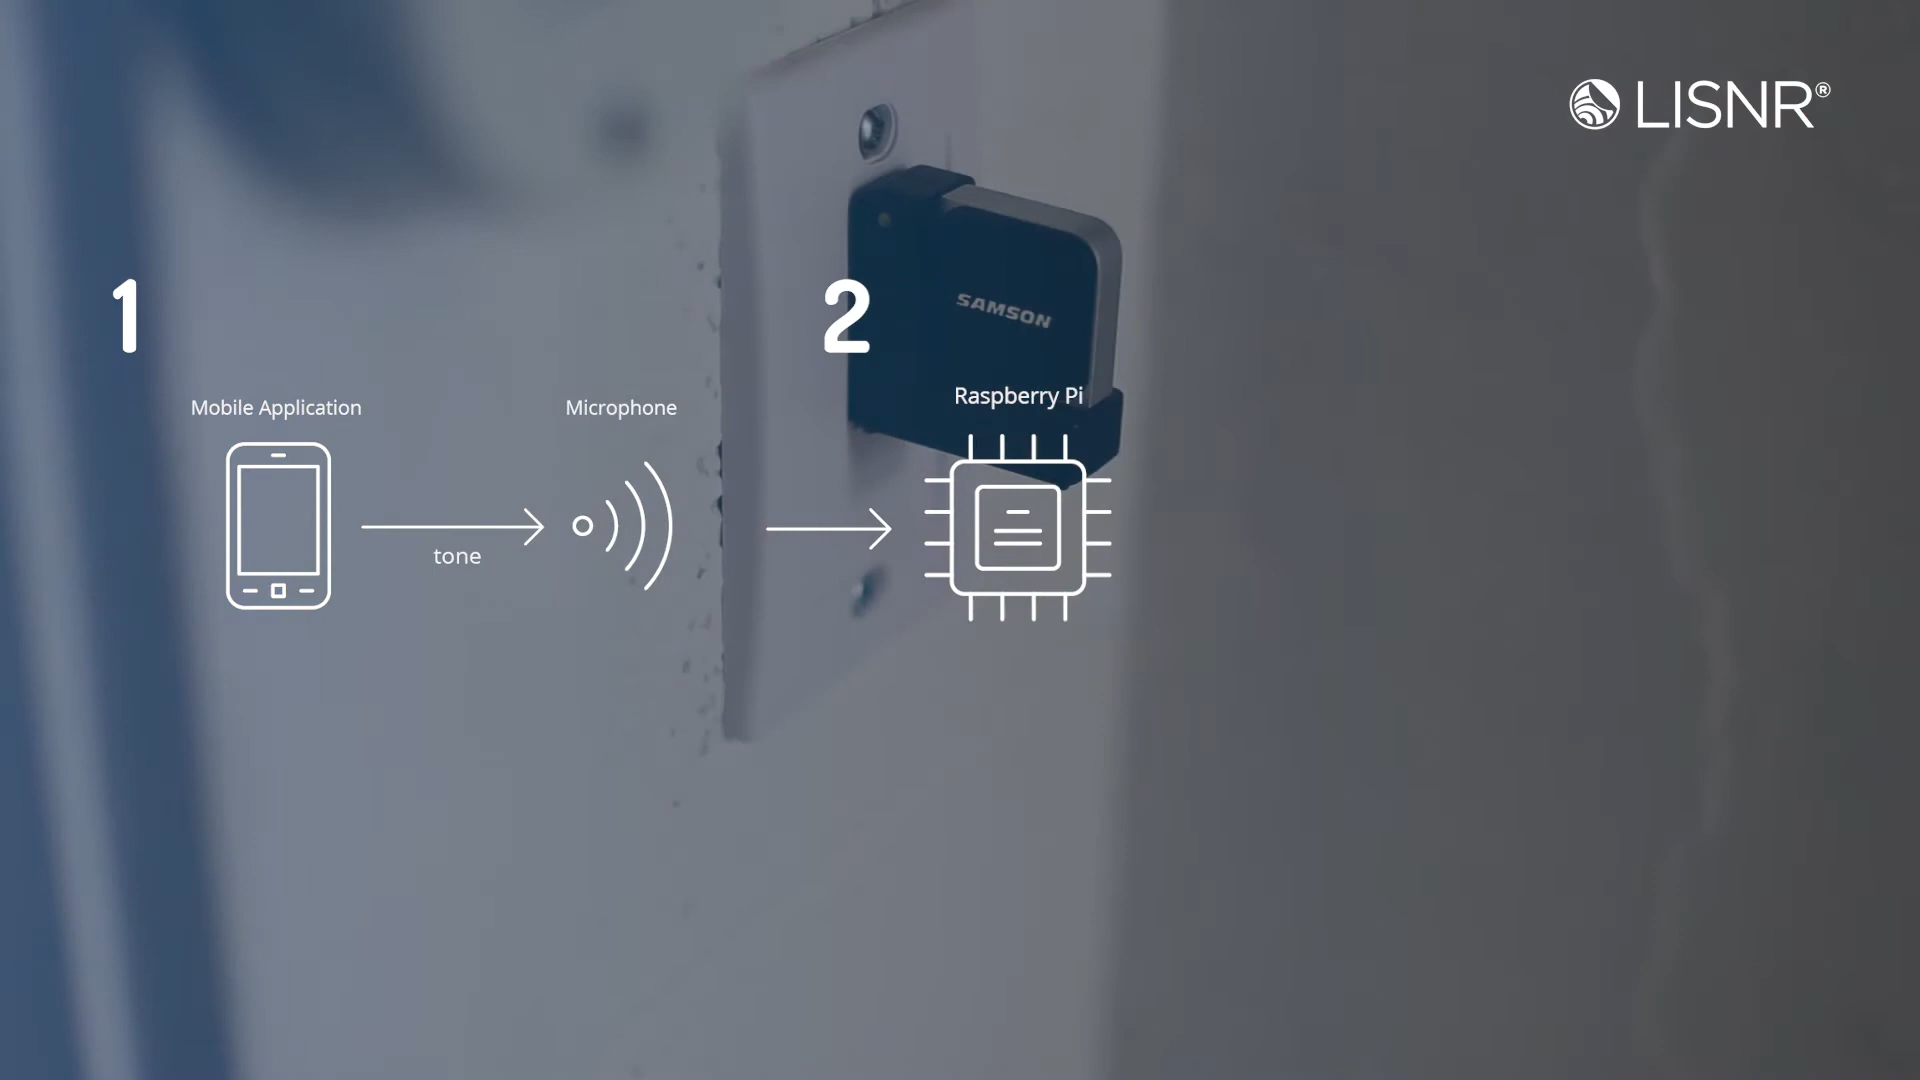 LISNR®
1
2
SAMSON
Mobile Application
Microphone
Raspberry Pi
tone